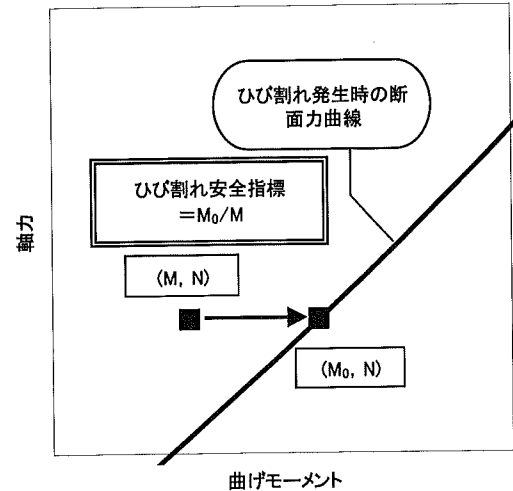 ひび割れ発生時の断
面力曲線
ひび割れ安全指標
＝M₀/M
軸力
(M, N)
(M₀, N)
曲げモーメント